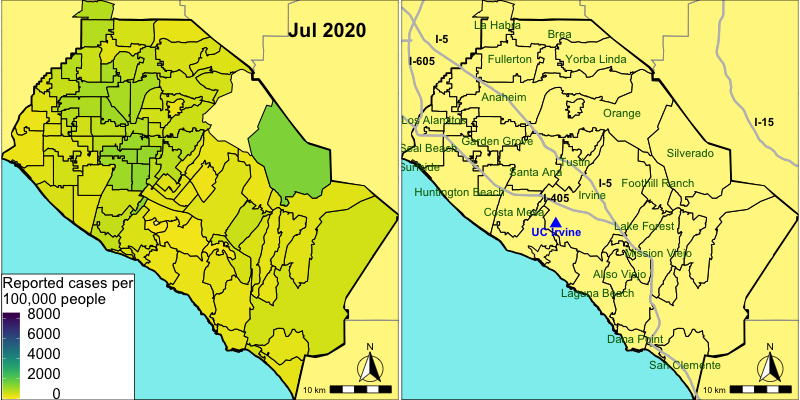 Jul 2020
Reported cases per
100,000 people
8000
6000
4000
2000
0
N
10 km
La Habra
Brea
I-5
I-605
Fullerton
Yorba Linda
Anaheim
Orange
Los Alamitos
I-15
Garden Grove
Seal Beach
Silverado
Tustin
Sunside
Santa Ana
I-5
Foothill Ranch
Huntington Beach
I-405
Irvine
Costa Mesa
UC Irvine
Lake Forest
Mission Viejo
Aliso Viejo
Laguna Beach
Dana Point
San Clemente
N
10 km